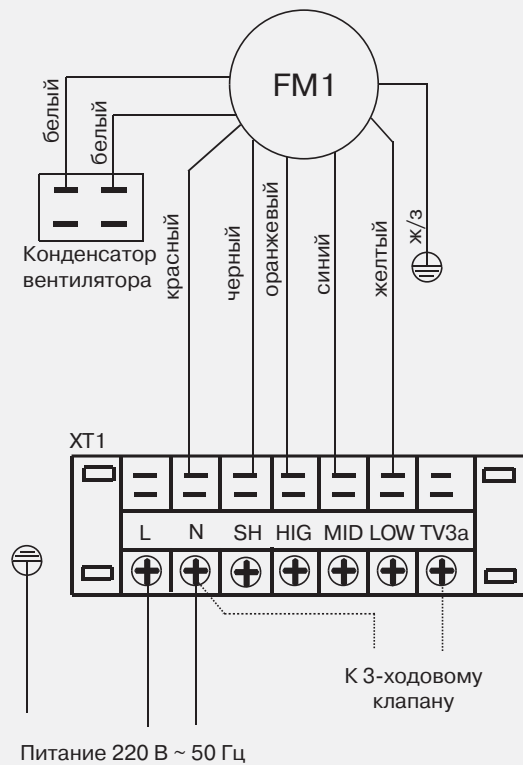 FM1
белый
белый
Конденсатор
вентилятора
красный
черный
оранжевый
синий
желтый
ж/з
XT1
L N SH HIG MID LOW TV3a
К 3-ходовому
клапану
Питание 220 В ~ 50 Гц